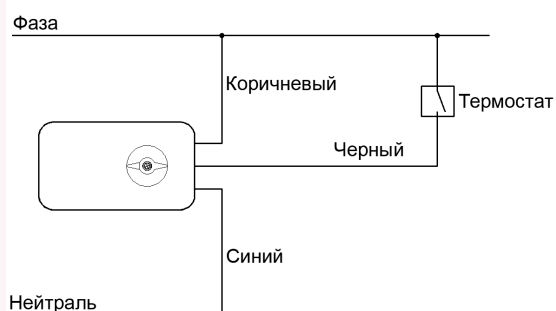 Фаза
Коричневый
Термостат
Черный
Синий
Нейтраль